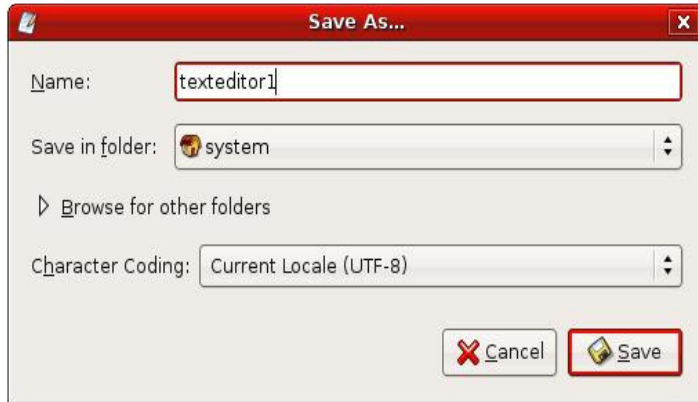 Save As...
Name: texteditor1
Save in folder: system
Browse for other folders
Character Coding: Current Locale (UTF-8)
Cancel Save